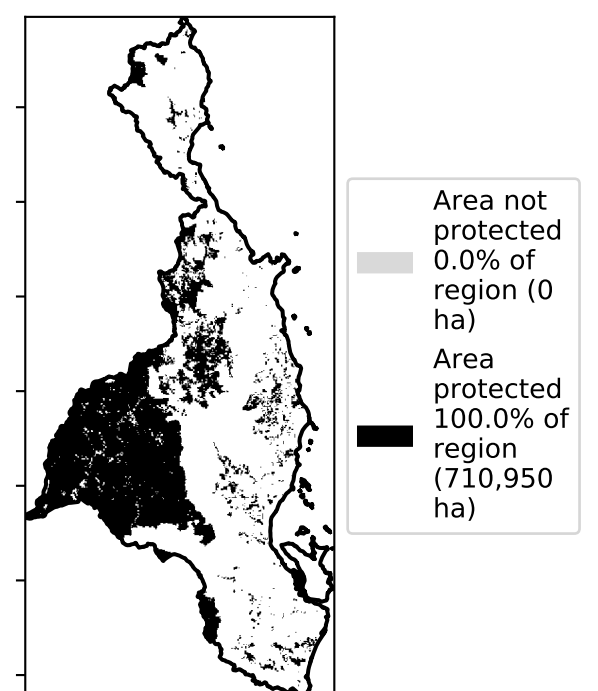 Area not
protected
0.0% of
region (0
ha)
Area
protected
100.0% of
region
(710,950
ha)